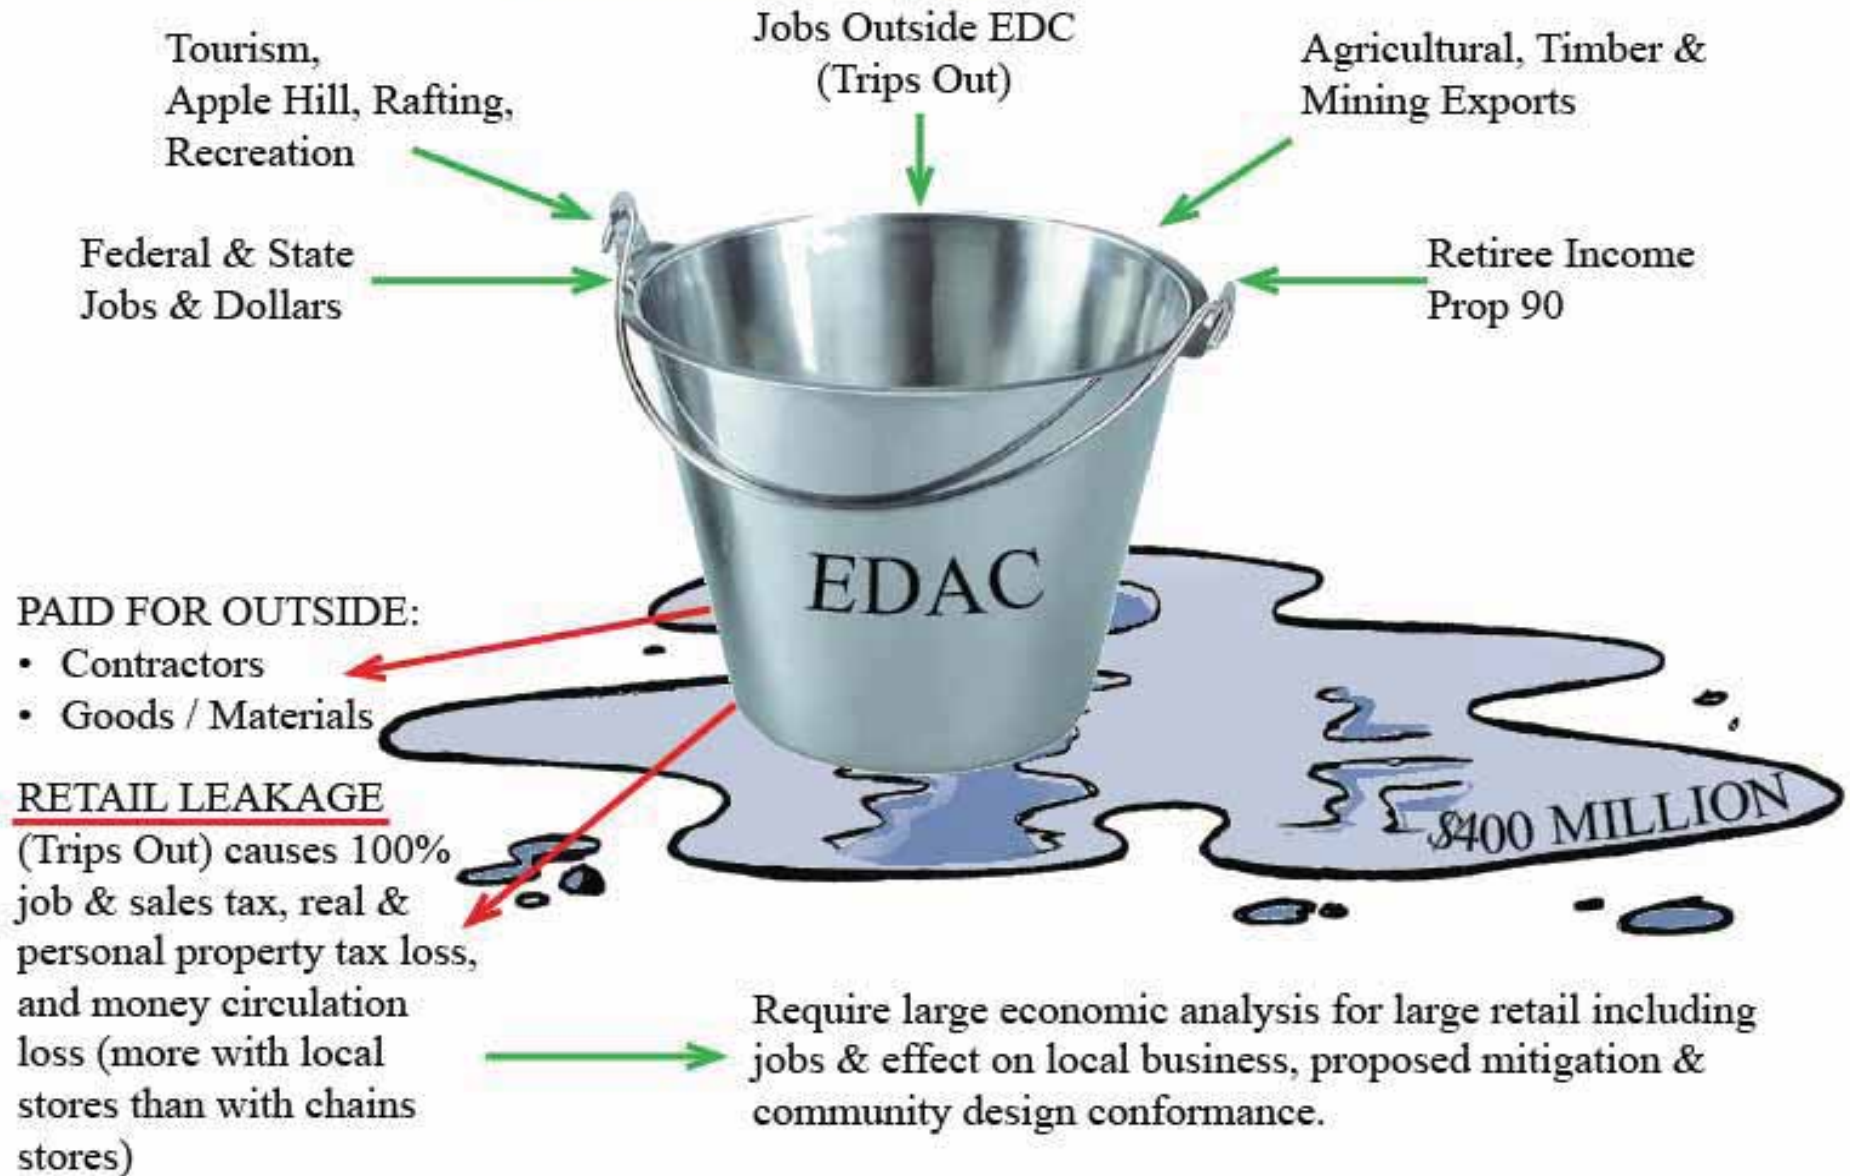 Tourism,
Apple Hill, Rafting,
Recreation
Jobs Outside EDC
(Trips Out)
Agricultural, Timber &
Mining Exports
Federal & State
Jobs & Dollars
Retiree Income
Prop 90
EDAC
PAID FOR OUTSIDE:
• Contractors
• Goods / Materials
$400 MILLION
RETAIL LEAKAGE
(Trips Out) causes 100%
job & sales tax, real &
personal property tax loss,
and money circulation
loss (more with local
stores than with chains
stores)
Require large economic analysis for large retail including
jobs & effect on local business, proposed mitigation &
community design conformance.